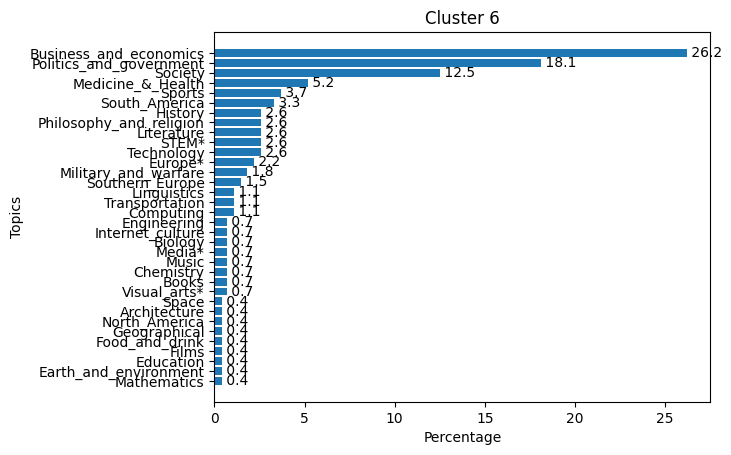 Cluster 6
Topics
Business_and_economics 26.2
Politics_and_government 18.1
Society 12.5
Medicine_&_Health 5.2
Sports 3.7
South_America 3.3
History 2.6
Philosophy_and_religion 2.6
Literature 2.6
STEM* 2.6
Technology 2.6
Europe* 2.2
Military_and_warfare 1.8
Southern_Europe 1.5
Linguistics 1.1
Transportation 1.1
Computing 1.1
Engineering 0.7
Internet_culture 0.7
Biology 0.7
Media* 0.7
Music 0.7
Chemistry 0.7
Books 0.7
Visual_arts* 0.7
Space 0.4
Architecture 0.4
North_America 0.4
Geographical 0.4
Food_and_drink 0.4
Films 0.4
Education 0.4
Earth_and_environment 0.4
Mathematics 0.4
0 5 10 15 20 25
Percentage